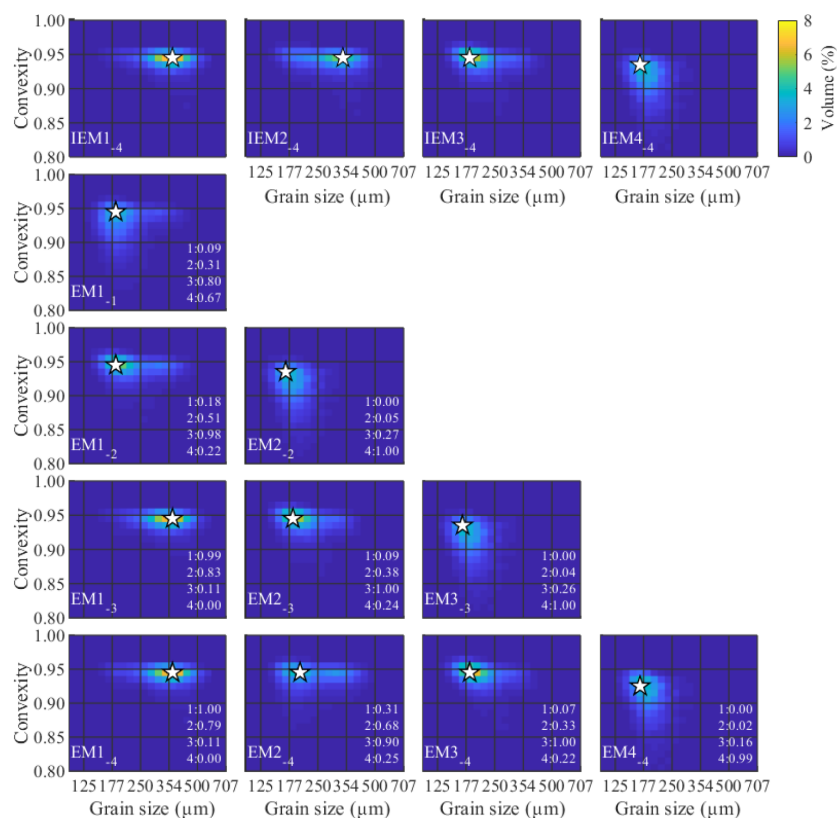 1.00
0.95
0.90
0.85
0.80
Convexity
IEM1-4
IEM2-4
IEM3-4
IEM4-4
8
6
4
2
0
Volume (%)
125 177 250 354 500 707
125 177 250 354 500 707
125 177 250 354 500 707
Grain size (µm)
Grain size (µm)
Grain size (µm)
1.00
0.95
0.90
0.85
0.80
Convexity
EM1-1
1:0.09
2:0.31
3:0.80
4:0.67
1.00
0.95
0.90
0.85
0.80
Convexity
EM1-2
1:0.18
2:0.51
3:0.98
4:0.22
EM2-2
1:0.00
2:0.05
3:0.27
4:1.00
1.00
0.95
0.90
0.85
0.80
Convexity
EM1-3
1:0.99
2:0.83
3:0.11
4:0.00
EM2-3
1:0.09
2:0.38
3:1.00
4:0.24
EM3-3
1:0.00
2:0.04
3:0.26
4:1.00
1.00
0.95
0.90
0.85
0.80
Convexity
EM1-4
1:1.00
2:0.79
3:0.11
4:0.00
EM2-4
1:0.31
2:0.68
3:0.90
4:0.25
EM3-4
1:0.07
2:0.33
3:1.00
4:0.22
EM4-4
1:0.00
2:0.02
3:0.16
4:0.99
125 177 250 354 500 707
125 177 250 354 500 707
125 177 250 354 500 707
125 177 250 354 500 707
Grain size (µm)
Grain size (µm)
Grain size (µm)
Grain size (µm)